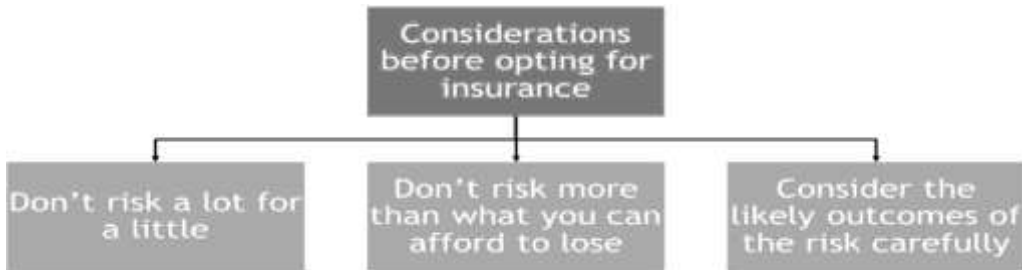 Considerations
before opting for
insurance
Don't risk a lot for
a little
Don't risk more
than what you can
afford to lose
Consider the
likely outcomes of
the risk carefully